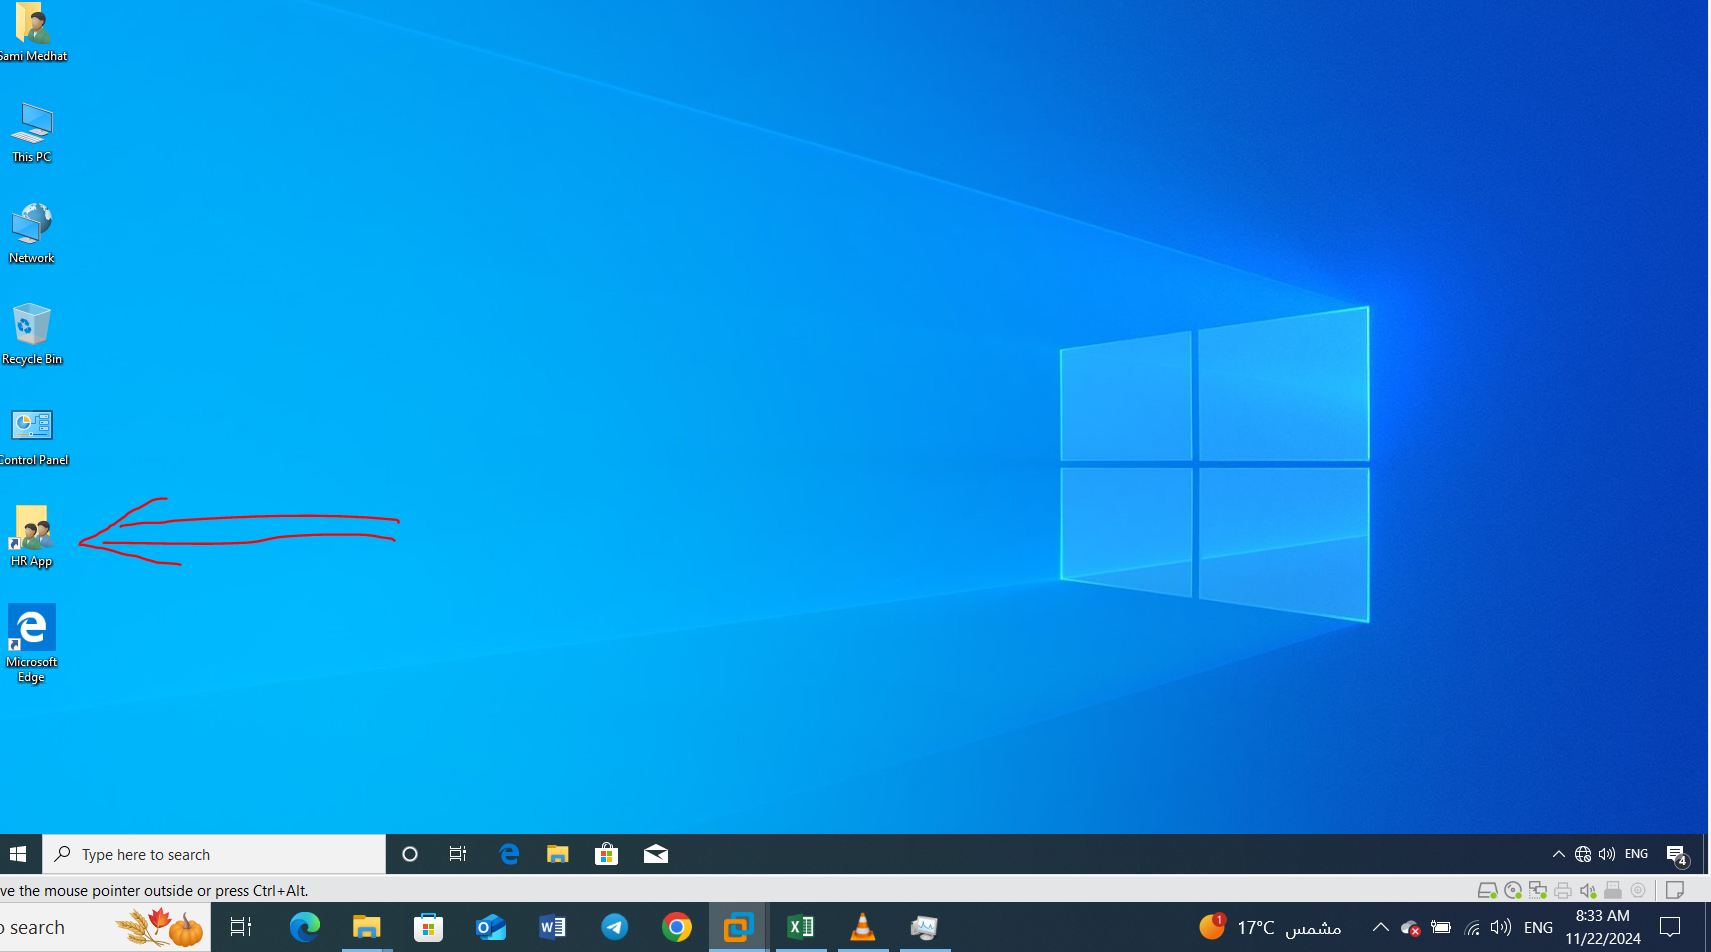 Sami Medhat
This PC
Network
Recycle Bin
Control Panel
HR App
Microsoft
Edge
Type here to search
ENG
4
ve the mouse pointer outside or press Ctrl+Alt.
search
1
17°C مشمس
ENG
8:33 AM
11/22/2024